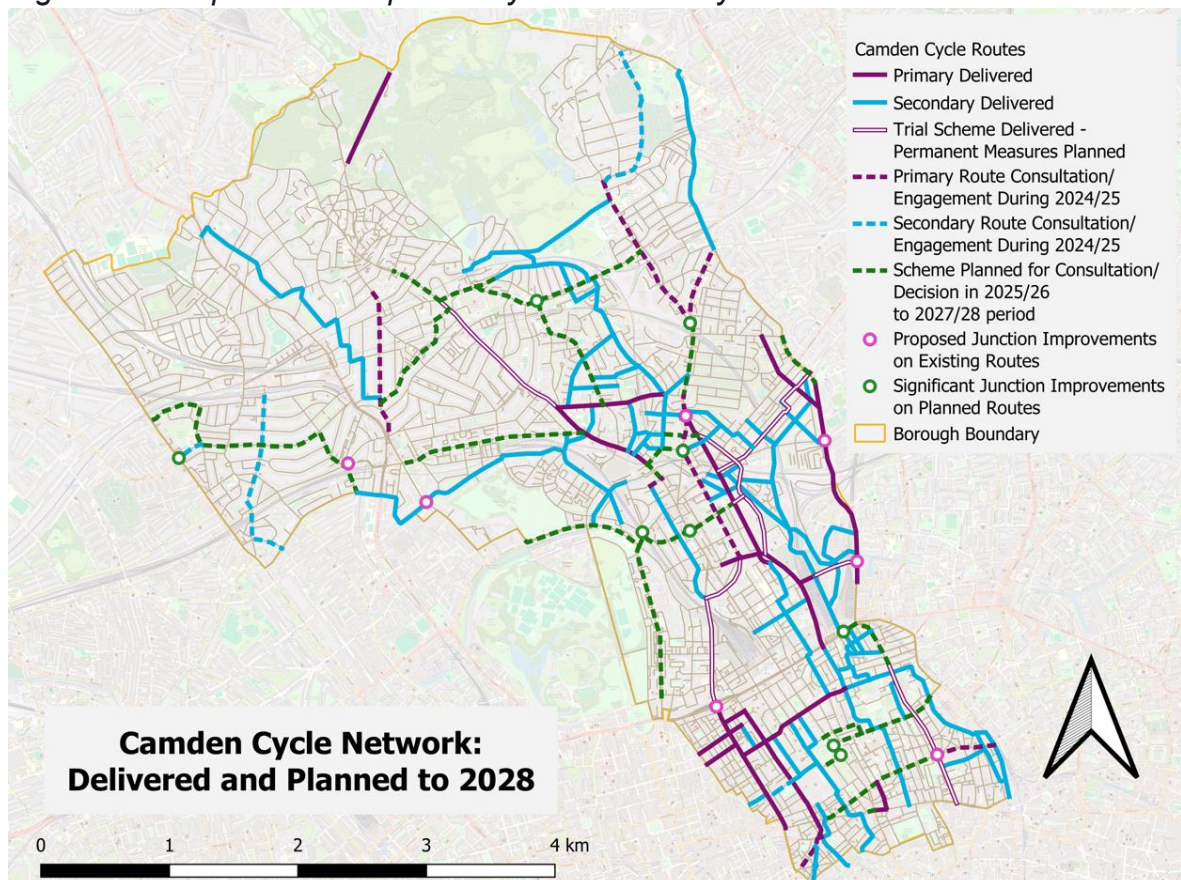 Camden Cycle Routes
Primary Delivered
Secondary Delivered
Trial Scheme Delivered -
Permanent Measures Planned
Primary Route Consultation/
Engagement During 2024/25
Secondary Route Consultation/
Engagement During 2024/25
Scheme Planned for Consultation/
Decision in 2025/26
to 2027/28 period
Proposed Junction Improvements
on Existing Routes
Significant Junction Improvements
on Planned Routes
Borough Boundary
Camden Cycle Network:
Delivered and Planned to 2028
0 1 2 3 4 km